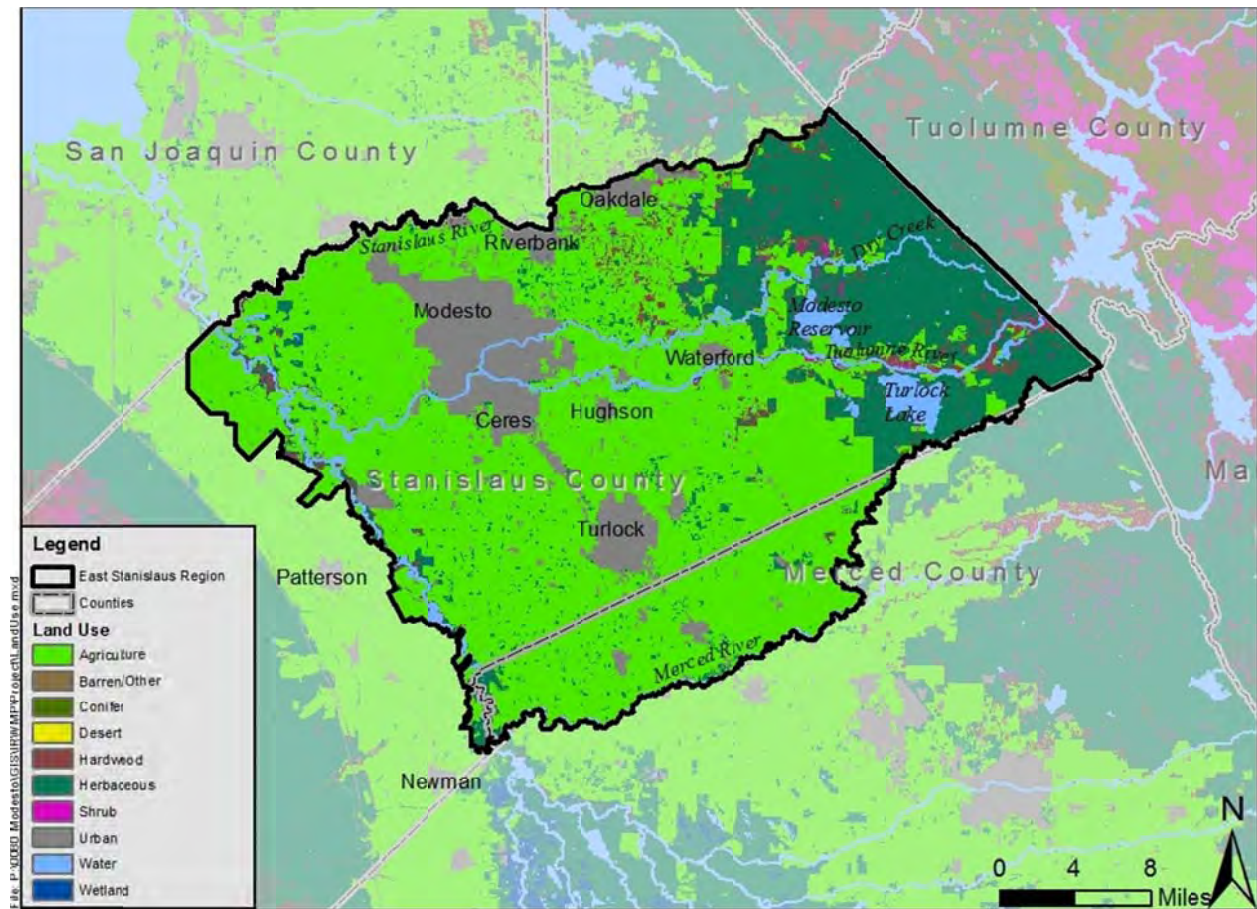 San Joaquin County
Tuolumne County
Oakdale
Stanislaus River
Riverbank
Dry Creek
Modesto
Modesto
Reservoir
Waterford
Tuolumne River
Turlock
Lake
Ceres
Hughson
Stanislaus County
Ma
Turlock
Patterson
Merced County
Merced River
Newman
Legend
East Stanislaus Region
Counties
Land Use
Agriculture
Barren/Other
Conifer
Desert
Hardwood
Herbaceous
Shrub
Urban
Water
Wetland
N
0 4 8
Miles